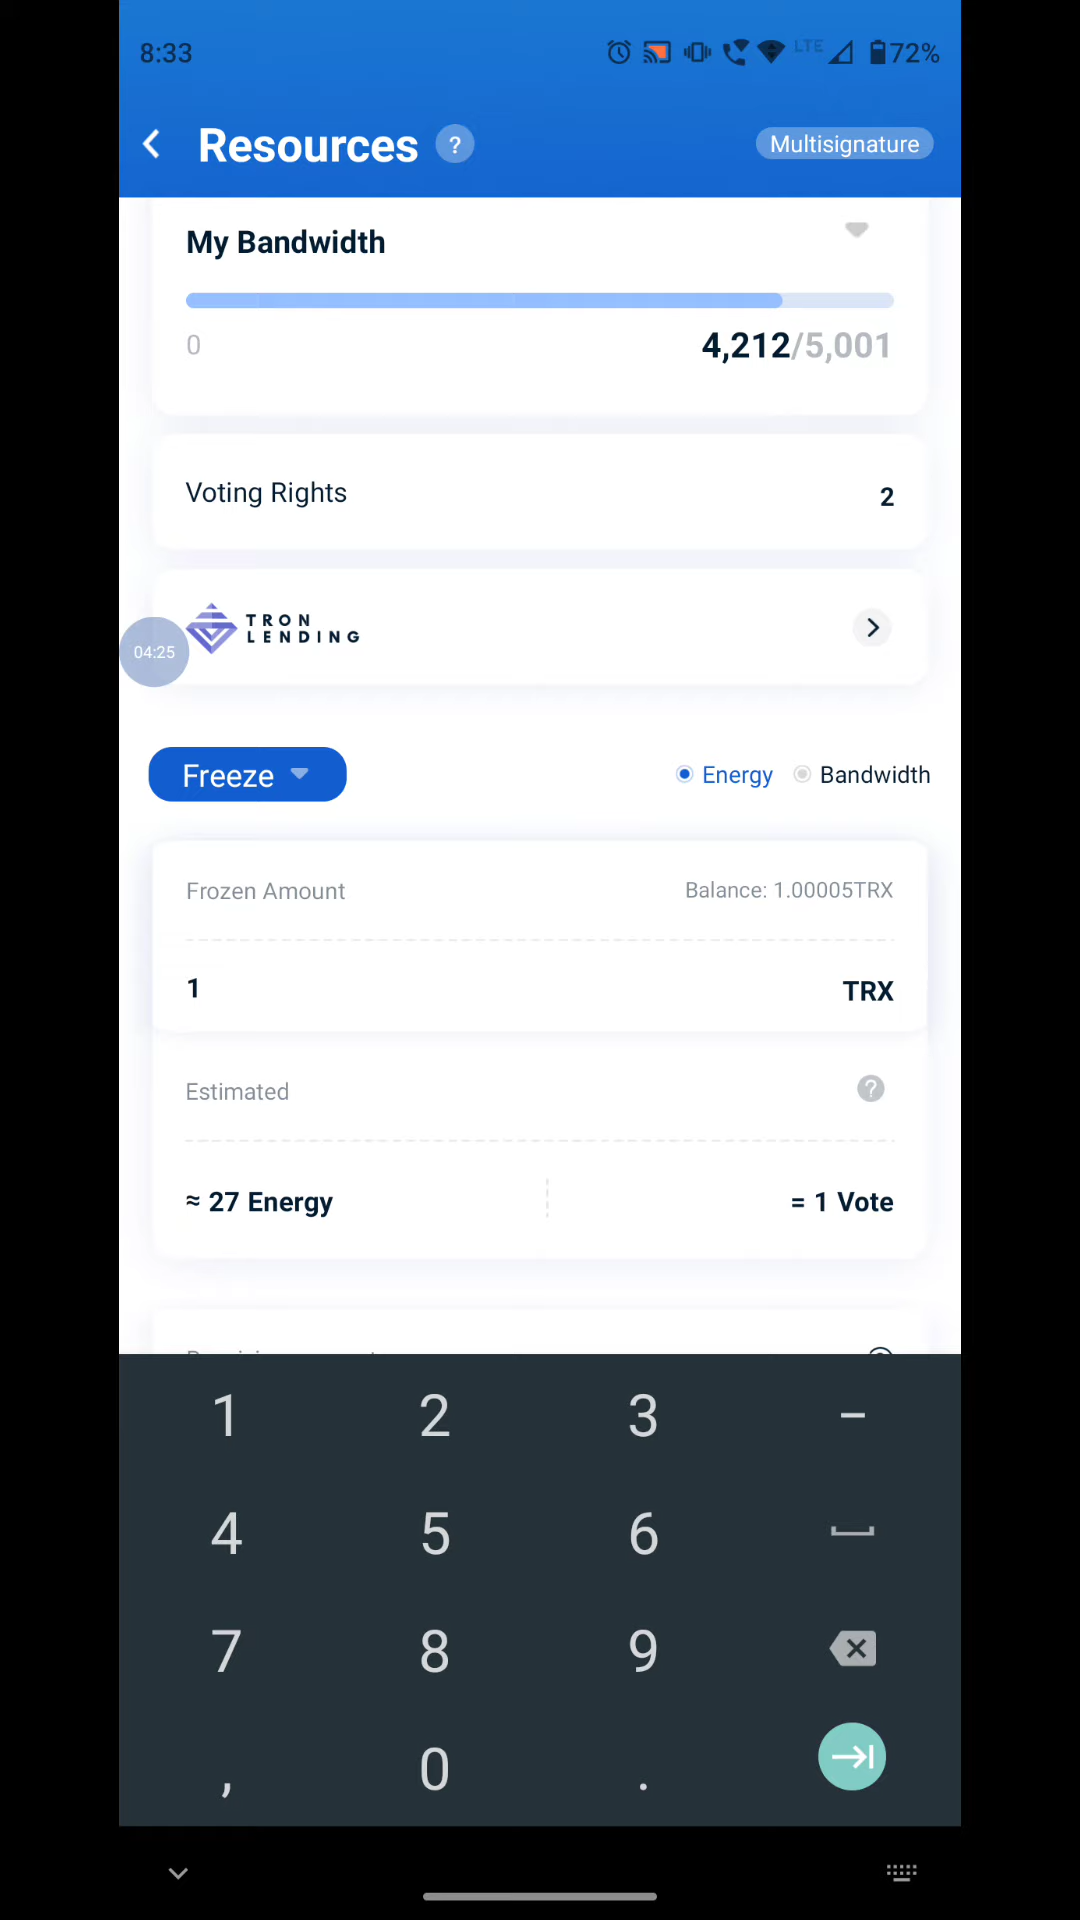 8:33
LTE
72%
Resources ?
Multisignature
My Bandwidth
0
4,212/5,001
Voting Rights
2
TRON
LENDING
04:25
Freeze
Energy
Bandwidth
Frozen Amount
Balance: 1.00005TRX
1
TRX
Estimated
?
≈ 27 Energy
= 1 Vote
1 2 3 –
4 5 6
7 8 9
, 0 .